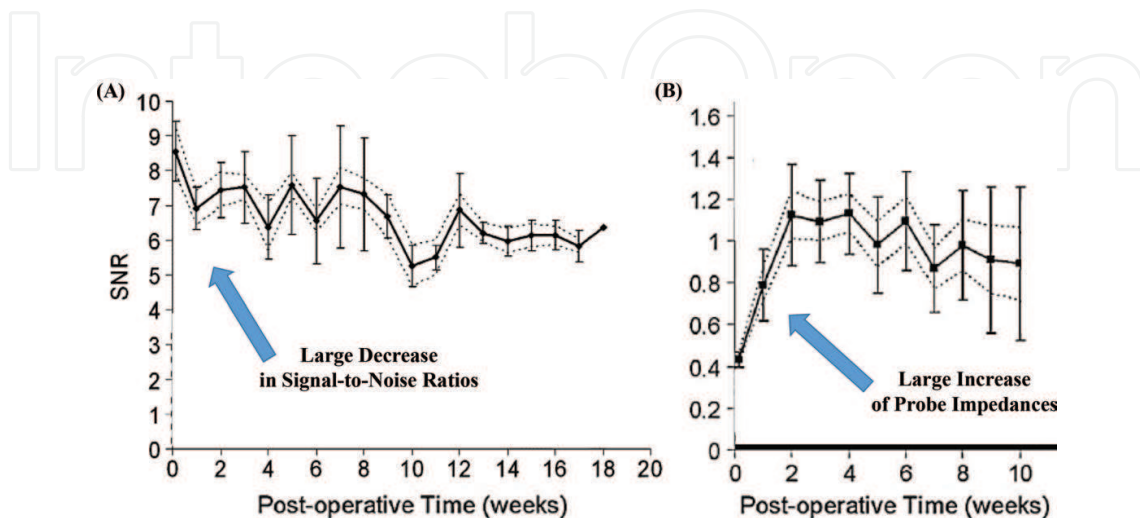 IntechOpen
(A)
10
9
8
7
6
5
4
3
2
1
0
SNR
Large Decrease
in Signal-to-Noise Ratios
0 2 4 6 8 10 12 14 16 18 20
Post-operative Time (weeks)
(B)
1.6
1.4
1.2
1
0.8
0.6
0.4
0.2
0
Large Increase
of Probe Impedances
0 2 4 6 8 10
Post-operative Time (weeks)